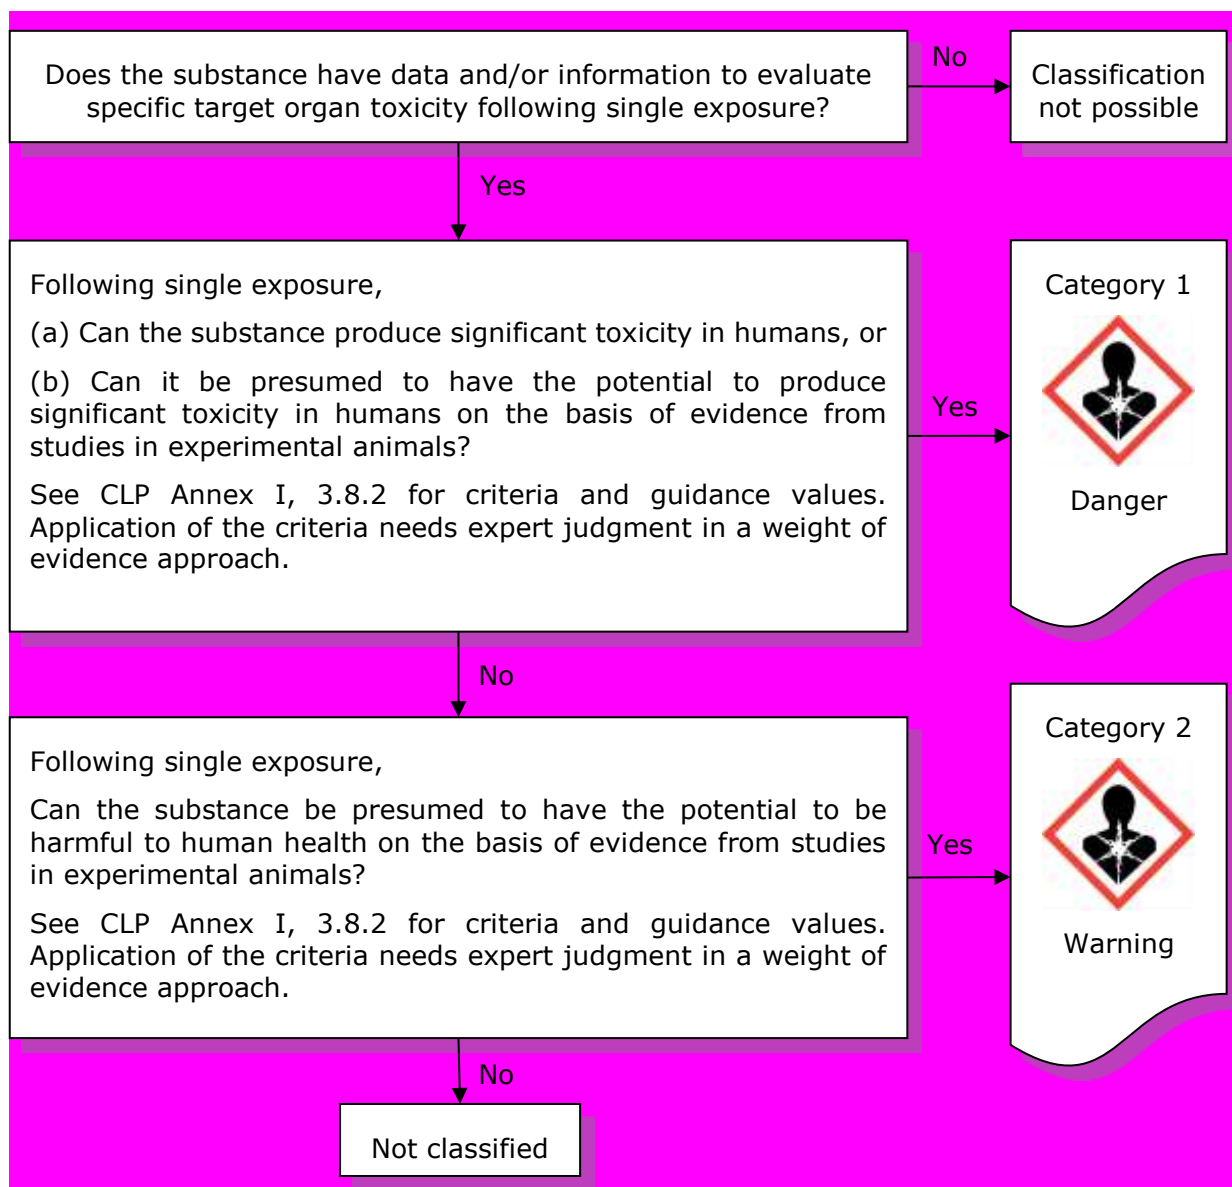 Does the substance have data and/or information to evaluate
specific target organ toxicity following single exposure?
No
Classification
not possible
Yes
Following single exposure,
(a) Can the substance produce significant toxicity in humans, or
(b) Can it be presumed to have the potential to produce
significant toxicity in humans on the basis of evidence from
studies in experimental animals?
See CLP Annex I, 3.8.2 for criteria and guidance values.
Application of the criteria needs expert judgment in a weight of
evidence approach.
Yes
Category 1
Danger
No
Following single exposure,
Can the substance be presumed to have the potential to be
harmful to human health on the basis of evidence from studies
in experimental animals?
See CLP Annex I, 3.8.2 for criteria and guidance values.
Application of the criteria needs expert judgment in a weight of
evidence approach.
Yes
Category 2
Warning
No
Not classified